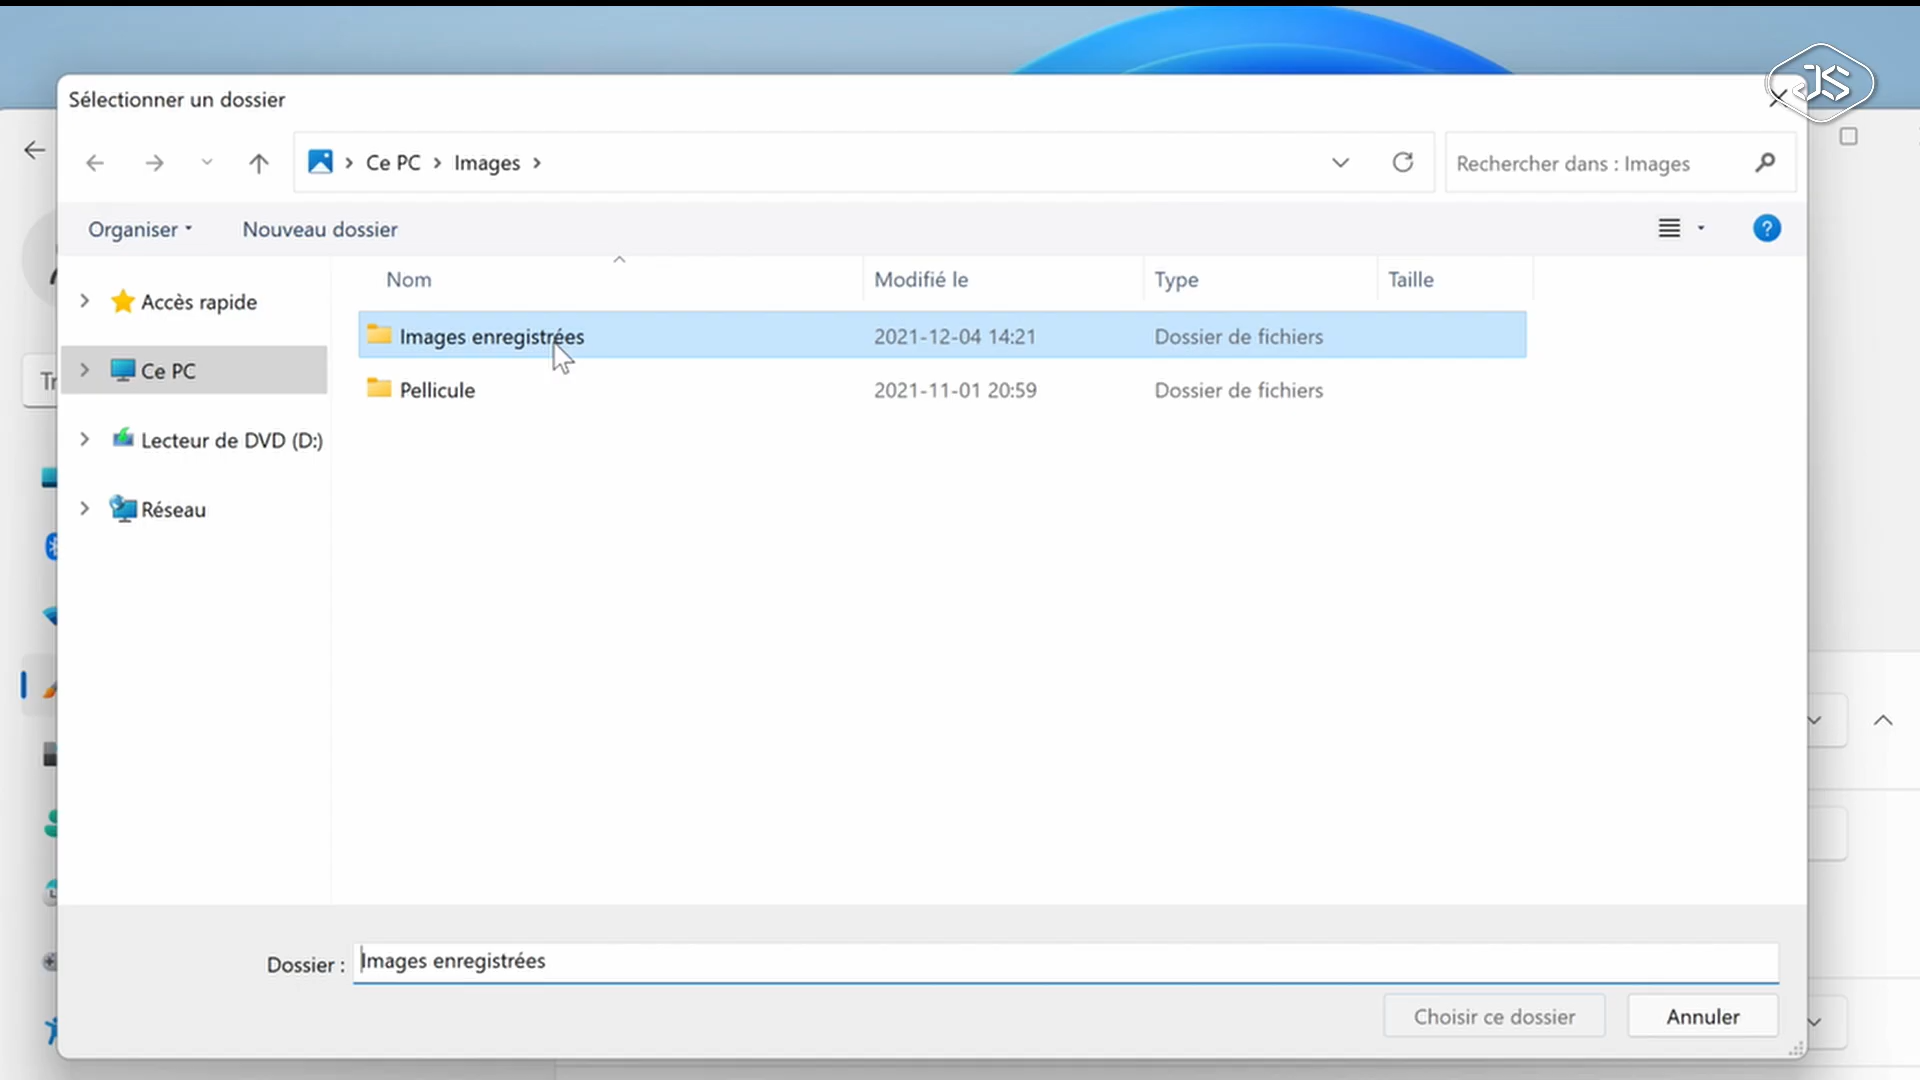 JS
Sélectionner un dossier
Ce PC
Images
Rechercher dans : Images
Organiser
Nouveau dossier
?
Nom
Modifié le
Type
Taille
Accès rapide
Images enregistrées
2021-12-04 14:21
Dossier de fichiers
Ce PC
Pellicule
2021-11-01 20:59
Dossier de fichiers
Tr
Lecteur de DVD (D:)
Réseau
Dossier :
Images enregistrées
Choisir ce dossier
Annuler